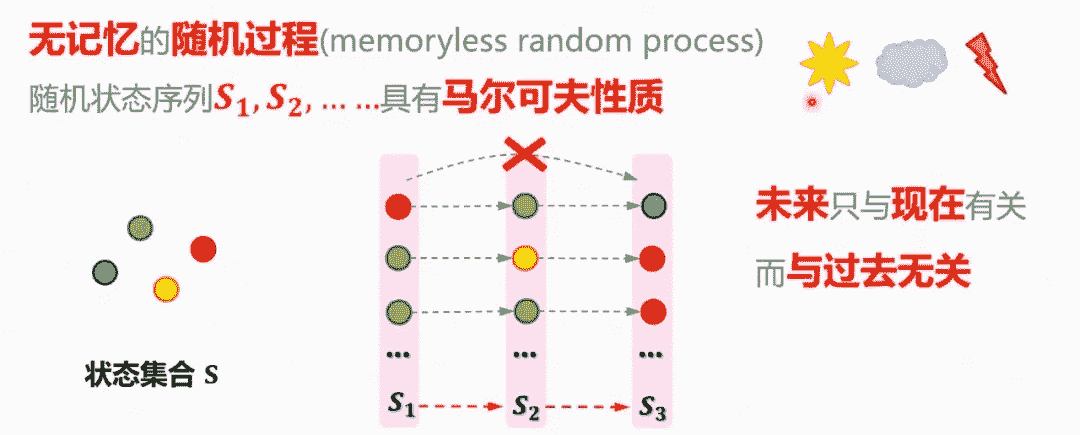 无记忆的随机过程(memoryless random process)
随机状态序列S₁, S₂, ... ...具有马尔可夫性质
未来只与现在有关
而与过去无关
... ... ...
状态集合 S
S₁ S₂ S₃